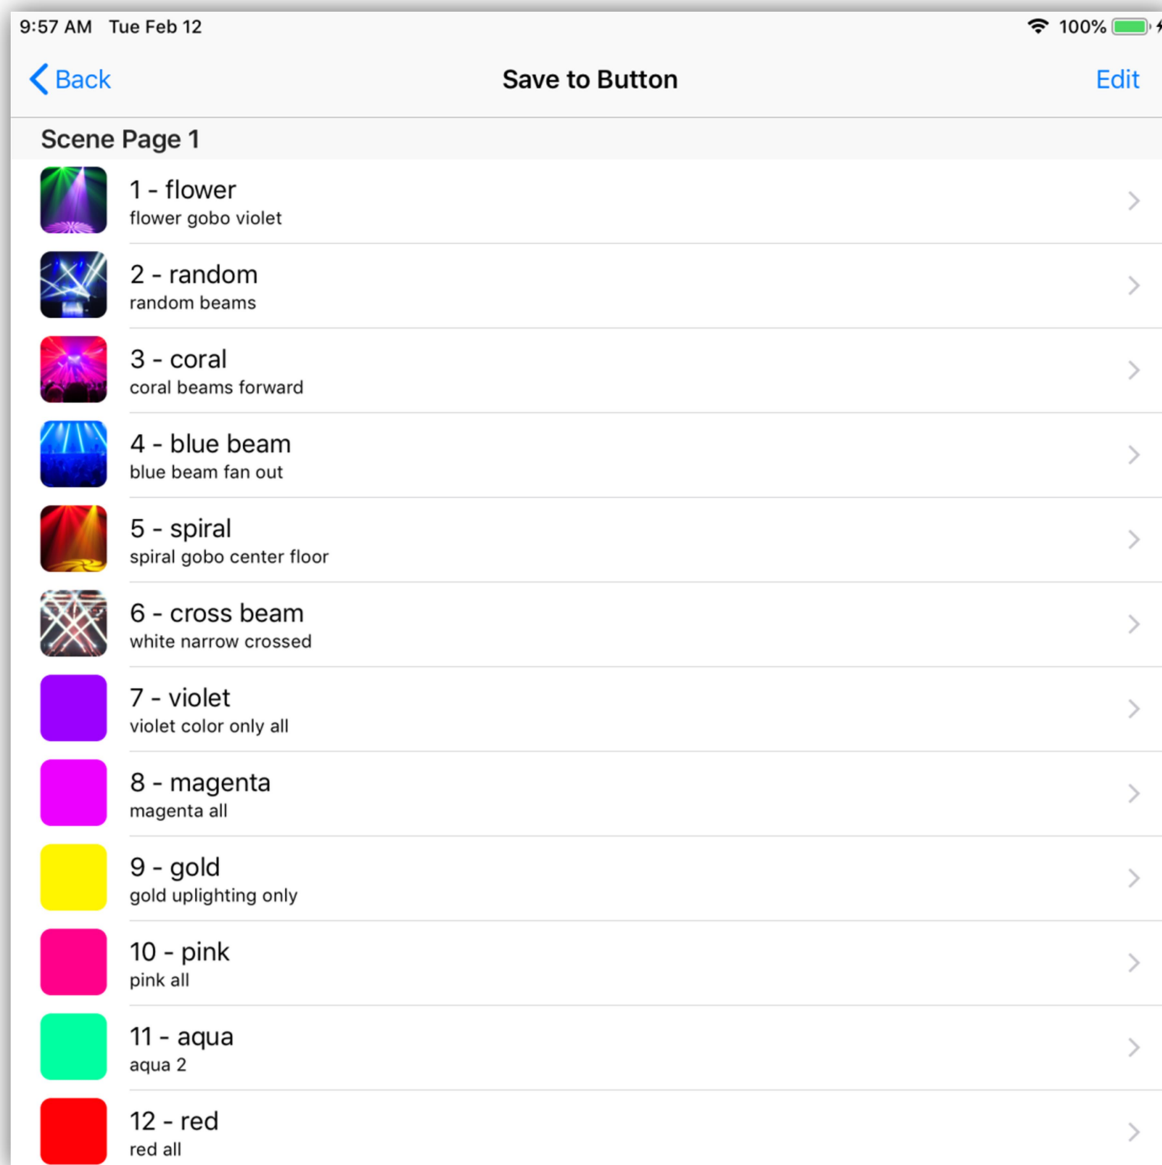 9:57 AM Tue Feb 12 100%
Back Save to Button Edit
Scene Page 1
1 - flower
flower gobo violet
2 - random
random beams
3 - coral
coral beams forward
4 - blue beam
blue beam fan out
5 - spiral
spiral gobo center floor
6 - cross beam
white narrow crossed
7 - violet
violet color only all
8 - magenta
magenta all
9 - gold
gold uplighting only
10 - pink
pink all
11 - aqua
aqua 2
12 - red
red all